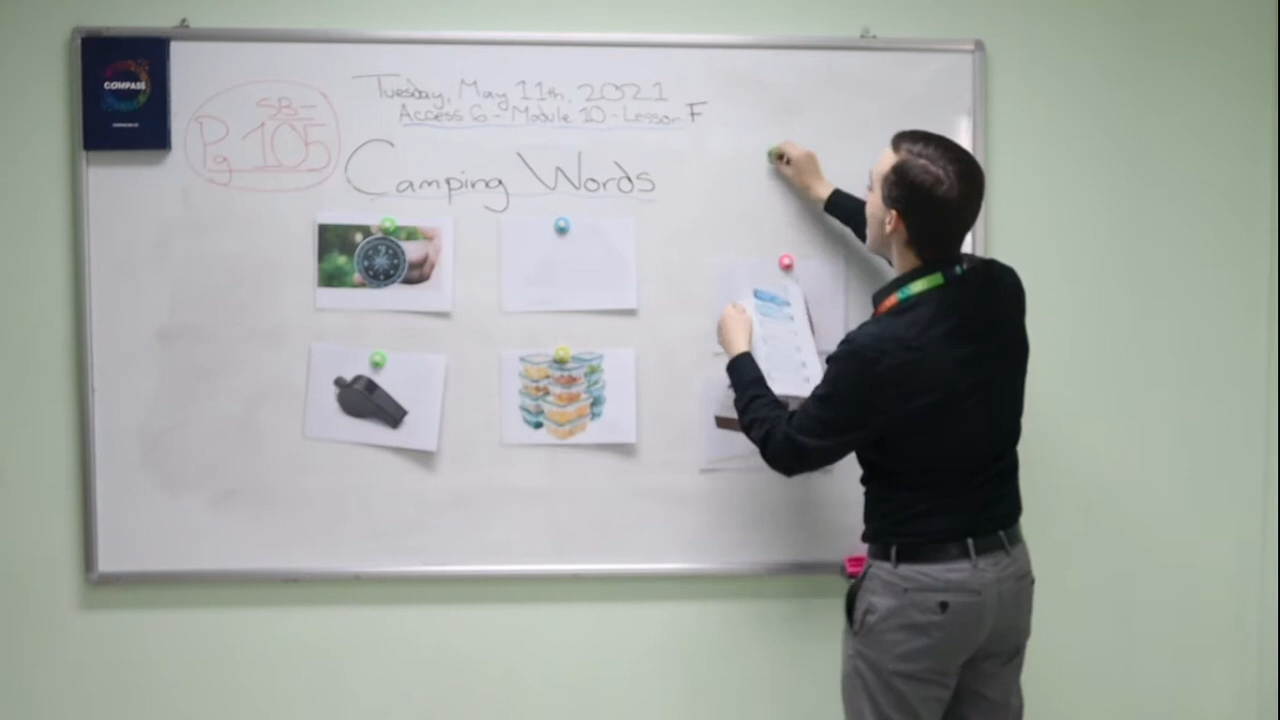 COMPASS
SB-
Pg 105
Tuesday, May 11th, 2021
Access 6 - Module 10 - Lesson F
Camping Words